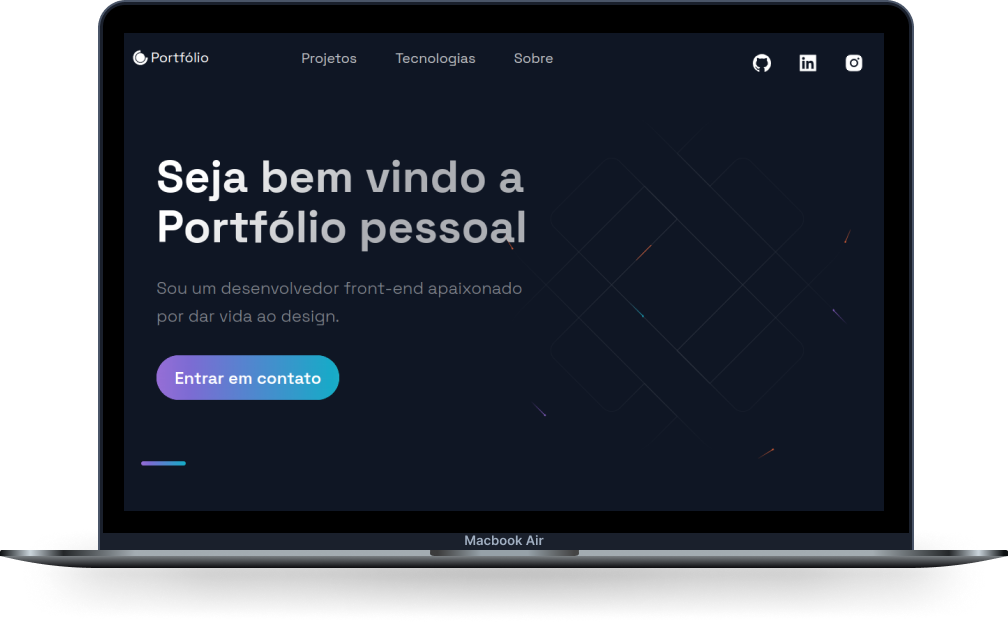 Portfólio
Projetos
Tecnologias
Sobre
in
Seja bem vindo a
Portfólio pessoal
Sou um desenvolvedor front-end apaixonado
por dar vida ao design.
Entrar em contato
Macbook Air